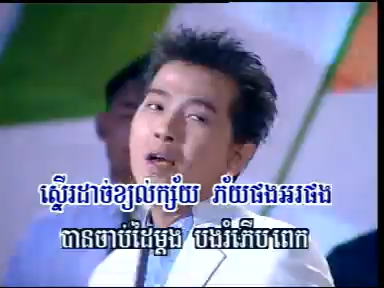 ស្ទើរដាច់ខ្យល់ក្ស័យ ភ័យផងអរផង
បានចាប់ដៃម្ដង បងរំភើបពេក